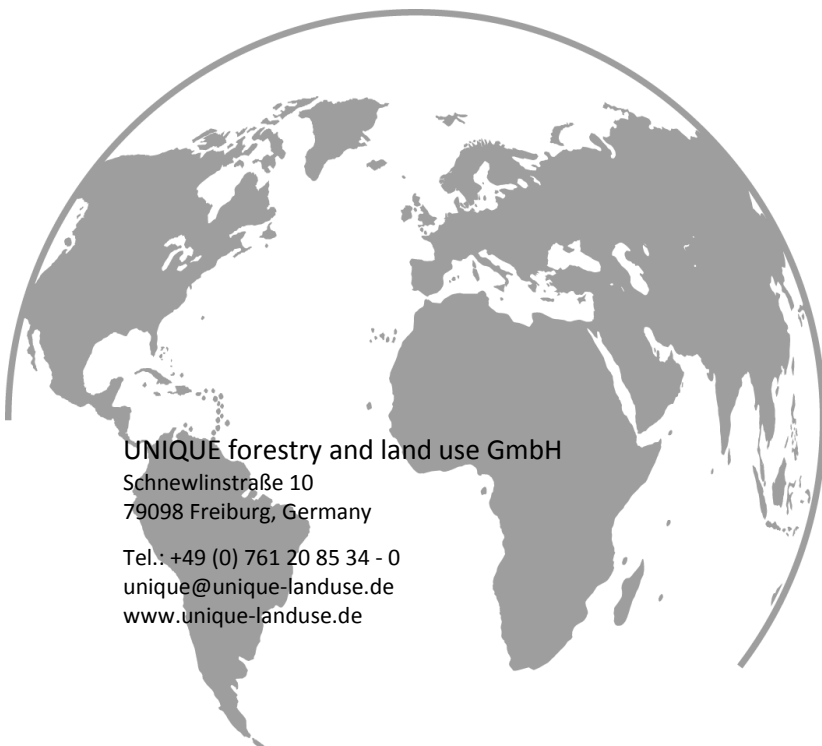 UNIQUE forestry and land use GmbH
Schnewlinstraße 10
79098 Freiburg, Germany
Tel.: +49 (0) 761 20 85 34 - 0
unique@unique-landuse.de
www.unique-landuse.de